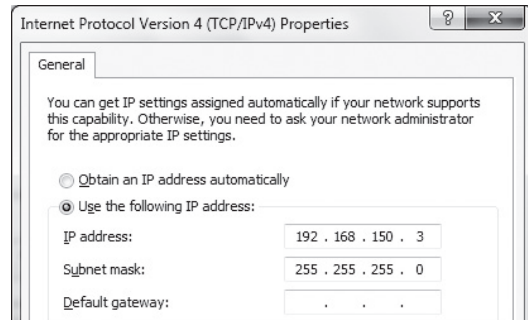 Internet Protocol Version 4 (TCP/IPv4) Properties ? X
General
You can get IP settings assigned automatically if your network supports
this capability. Otherwise, you need to ask your network administrator
for the appropriate IP settings.
Obtain an IP address automatically
Use the following IP address:
IP address: 192 . 168 . 150 . 3
Subnet mask: 255 . 255 . 255 . 0
Default gateway: . . .